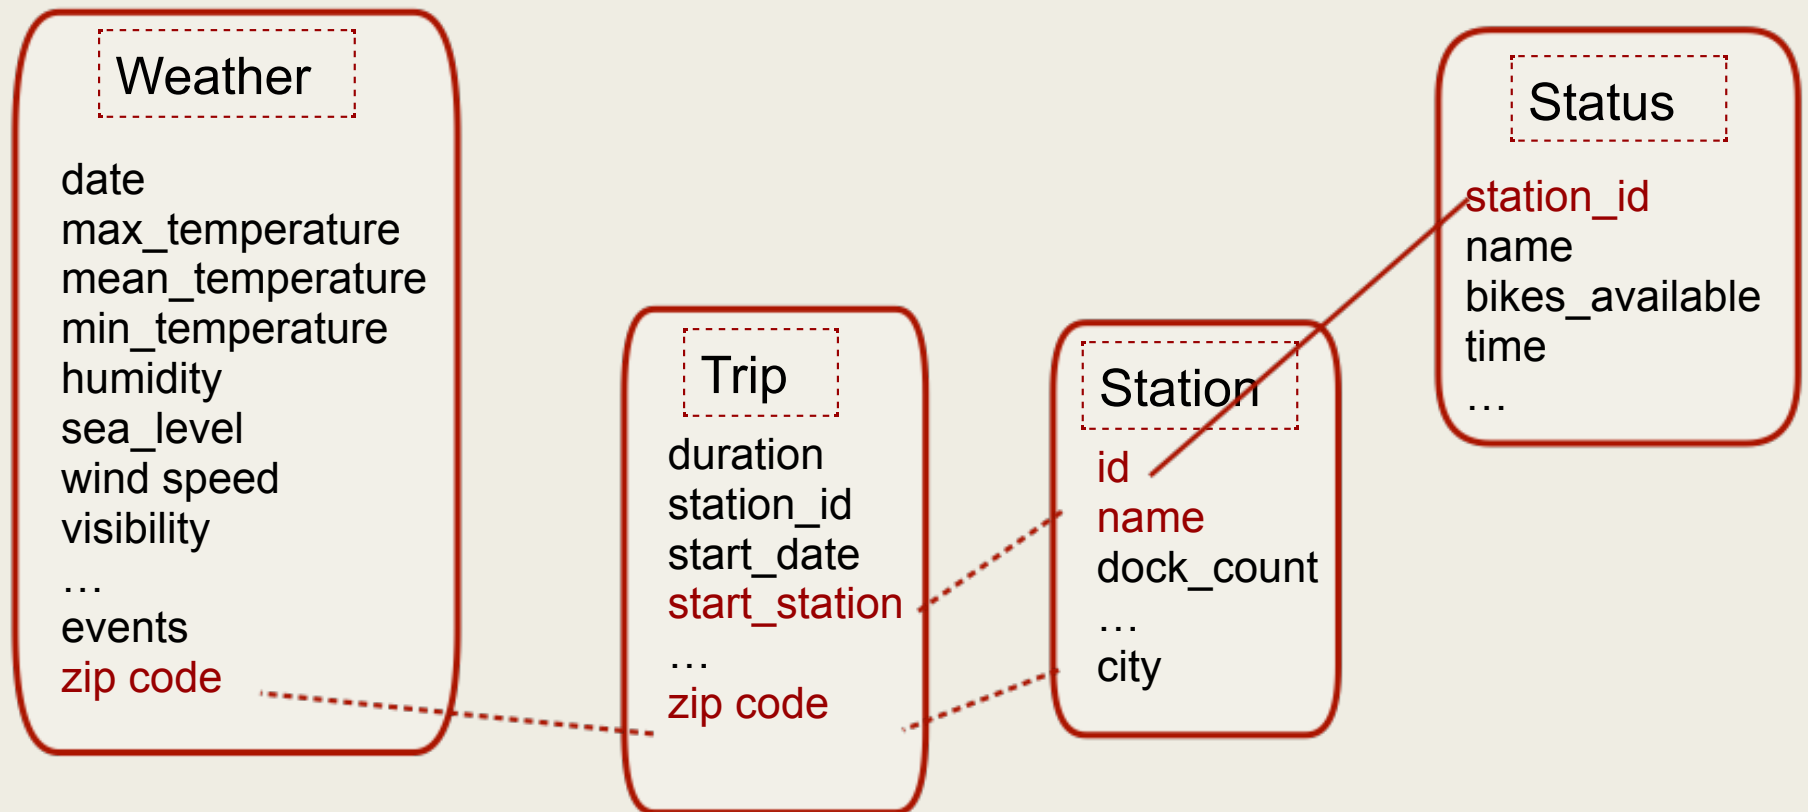 Weather
date
max_temperature
mean_temperature
min_temperature
humidity
sea_level
wind speed
visibility
…
events
zip code
Trip
duration
station_id
start_date
start_station
…
zip code
Station
id
name
dock_count
…
city
Status
station_id
name
bikes_available
time
…